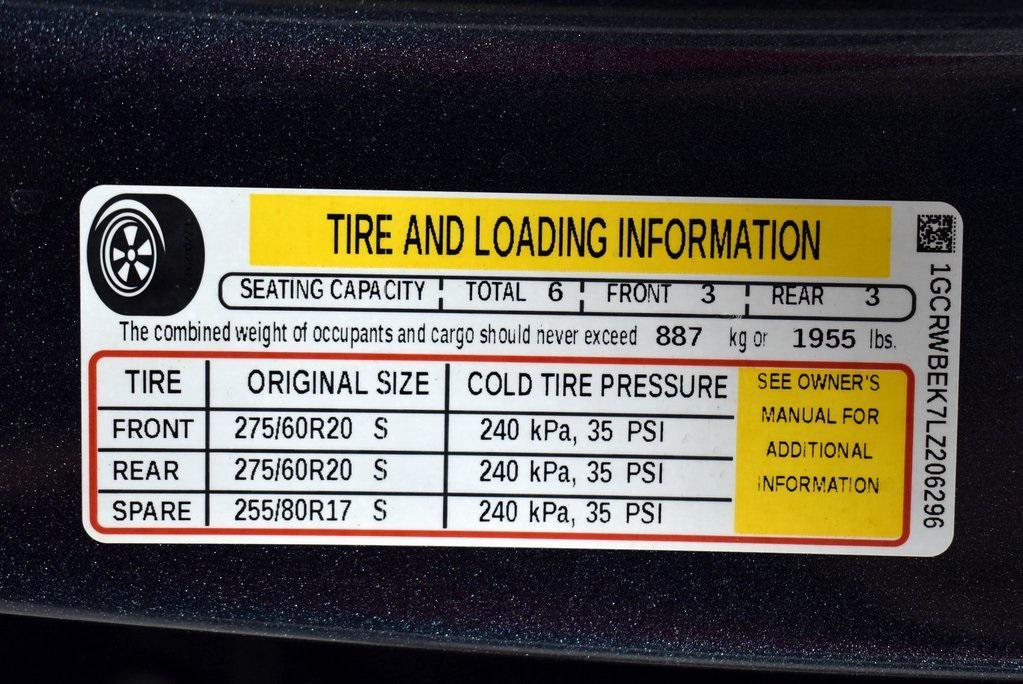 TIRE AND LOADING INFORMATION
SEATING CAPACITY TOTAL 6 FRONT 3 REAR 3
The combined weight of occupants and cargo should never exceed 887 kg or 1955 lbs.
TIRE ORIGINAL SIZE COLD TIRE PRESSURE
FRONT 275/60R20 S 240 kPa, 35 PSI
REAR 275/60R20 S 240 kPa, 35 PSI
SPARE 255/80R17 S 240 kPa, 35 PSI
SEE OWNER'S
MANUAL FOR
ADDITIONAL
INFORMATION
1GCRWBEK7LZ206296